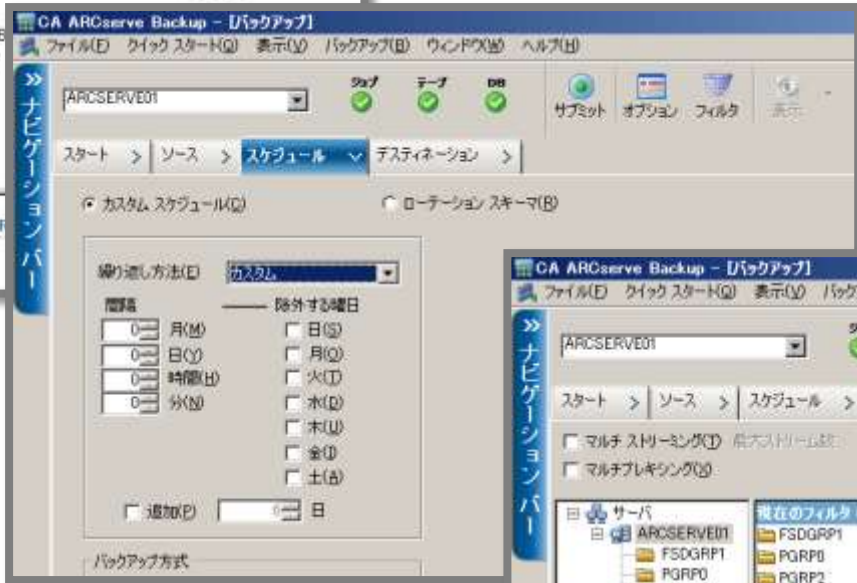 CA ARCserve Backup - [バックアップ]
ファイル(F) クイック スタート(Q) 表示(V) バックアップ(B) ウィンドウ(W) ヘルプ(H)
ナビゲーション バー
ARCSERVE01
ジョブ テープ DB
サブミット オプション フィルタ 表示
スタート > ソース > スケジュール デスティネーション >
カスタム スケジュール(C) ローテーション スキーマ(R)
繰り返し方法(E) カスタム
間隔 除外する曜日
0 月(M) 日(S)
0 日(Y) 月(O)
0 時間(H) 火(T)
0 分(N) 水(D)
木(U)
金(I)
土(A)
追加(P) 0 日
バックアップ方式
CA ARCserve Backup - [バックアップ]
ファイル(F) クイック スタート(Q) 表示(V)
ナビゲーション バー
ARCSERVE01
スタート > ソース > スケジュール >
マルチ ストリーミング(T) 最大ストリーム数
マルチプレキシング(X)
サーバ 現在のフィルタ
ARCSERVE01 FSDGRP1
FSDGRP1 PGRP0
PGRP0 PGRP2